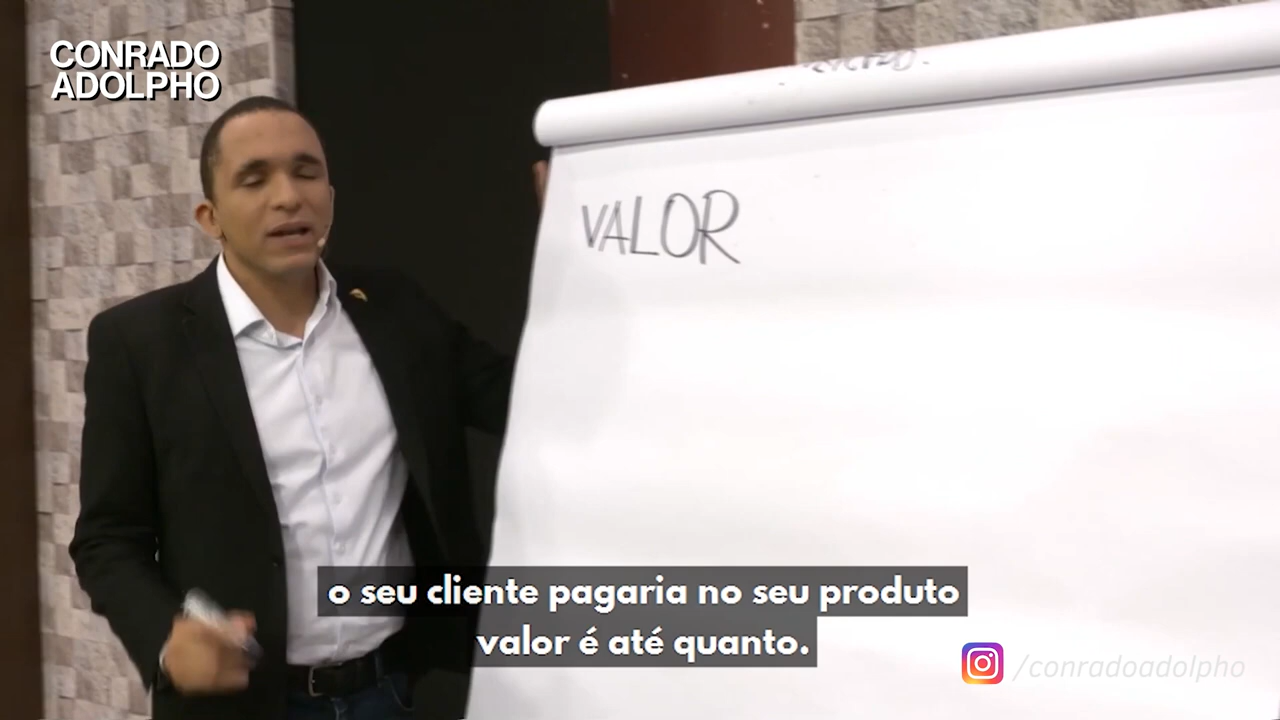 CONRADO
ADOLPHO
VALOR
o seu cliente pagaria no seu produto
valor é até quanto.
/conradoadolpho